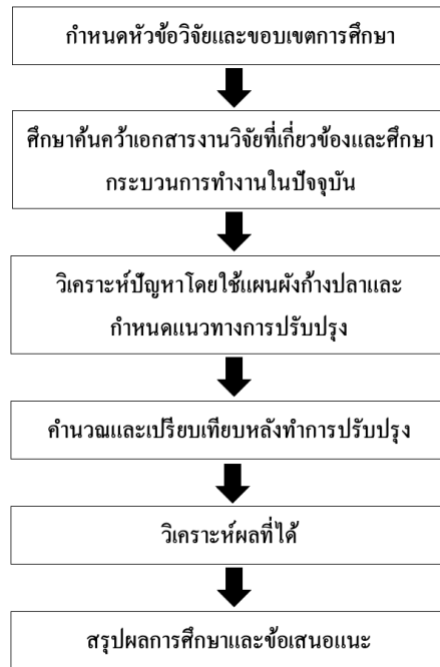 กำหนดหัวข้อวิจัยและขอบเขตการศึกษา
ศึกษาค้นคว้าเอกสารงานวิจัยที่เกี่ยวข้องและศึกษา
กระบวนการทำงานในปัจจุบัน
วิเคราะห์ปัญหาโดยใช้แผนผังก้างปลาและ
กำหนดแนวทางการปรับปรุง
คำนวณและเปรียบเทียบหลังทำการปรับปรุง
วิเคราะห์ผลที่ได้
สรุปผลการศึกษาและข้อเสนอแนะ